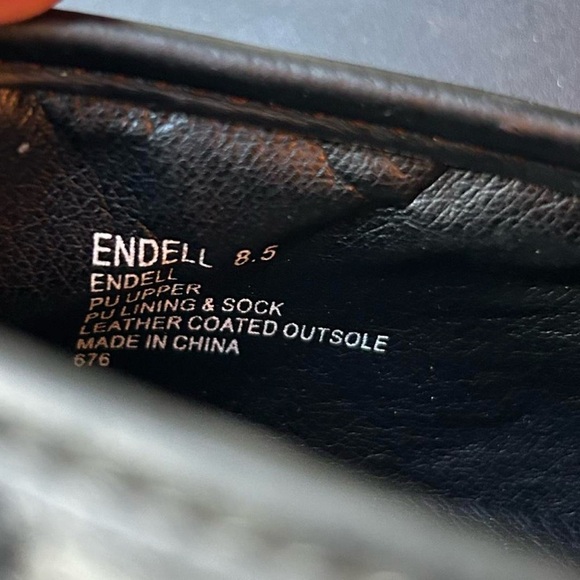 ENDELL 8.5
ENDELL
PU UPPER
PU LINING & SOCK
LEATHER COATED OUTSOLE
MADE IN CHINA
676